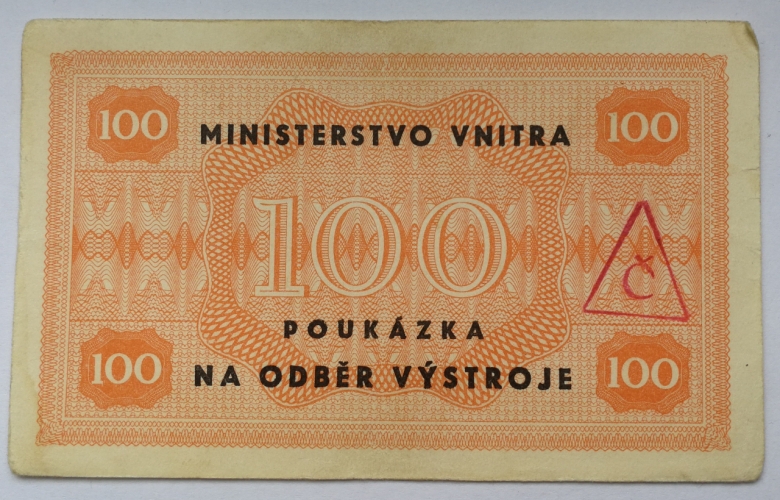 100 MINISTERSTVO VNITRA 100
100
Č
POUKÁZKA
100 NA ODBĚR VÝSTROJE 100